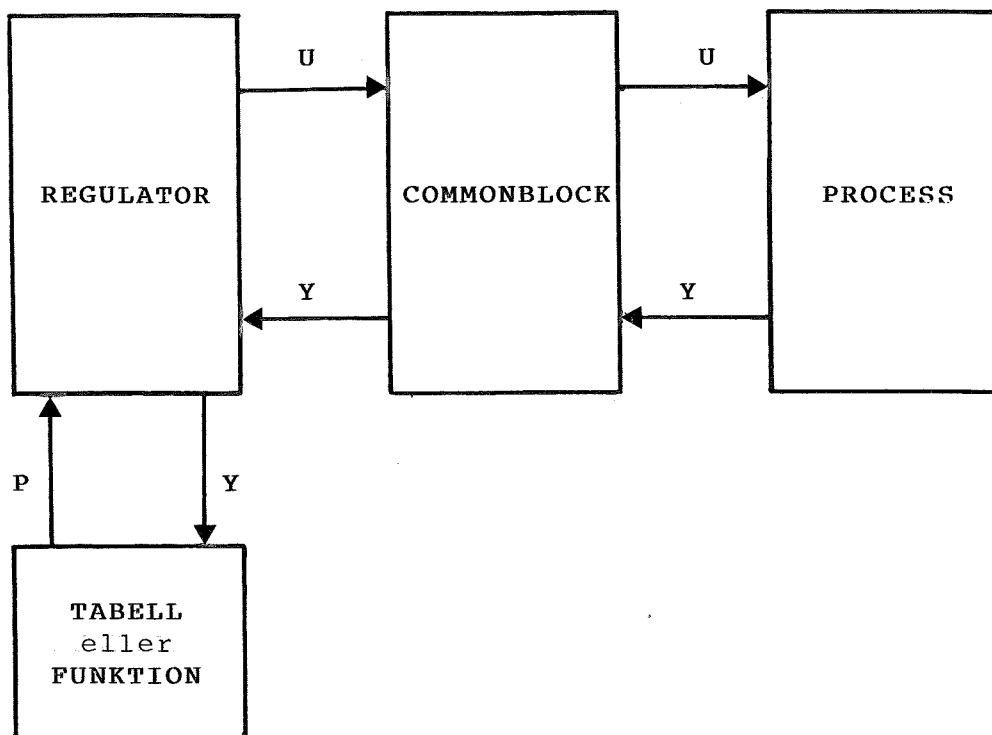 U
U
REGULATOR
COMMONBLOCK
PROCESS
Y
Y
P
Y
TABELL
eller
FUNKTION